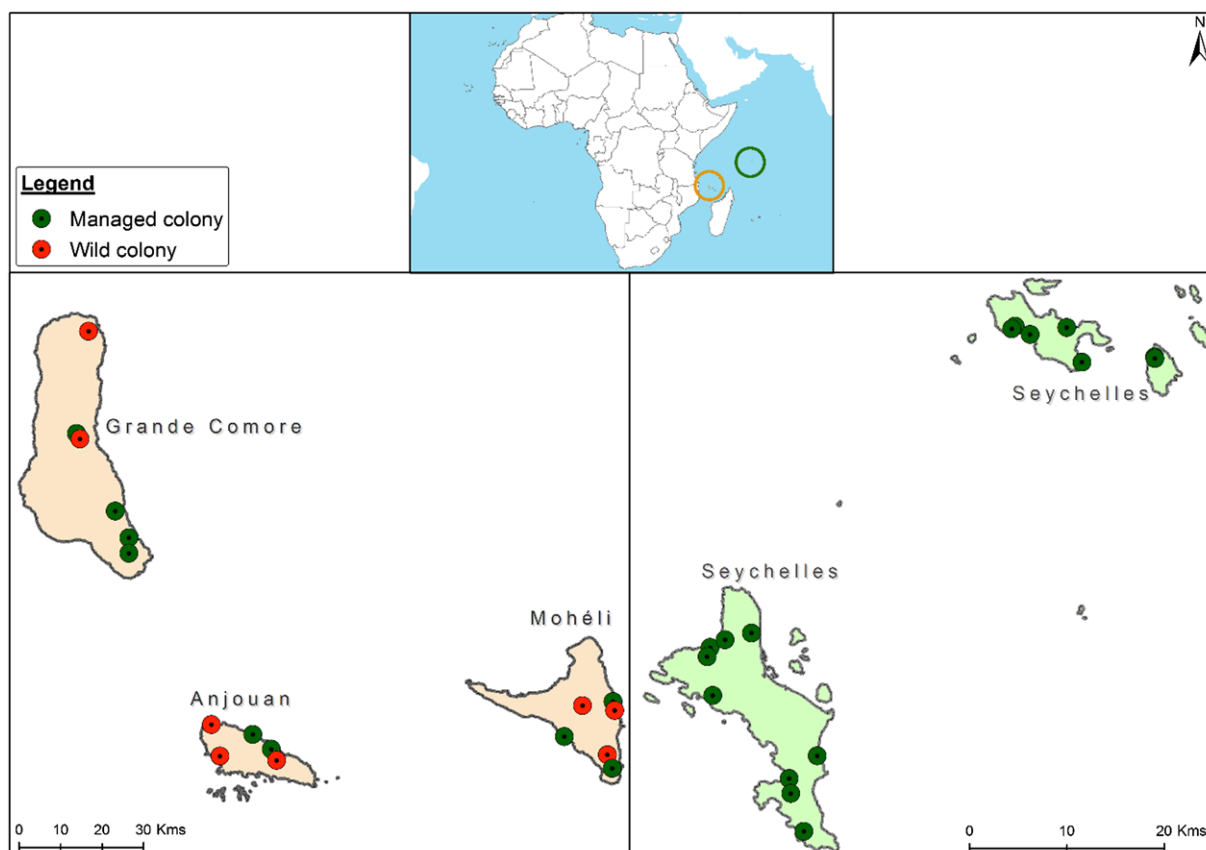 N
Legend
Managed colony
Wild colony
Grande Comore
Seychelles
Seychelles
Mohéli
Anjouan
0 10 20 30 Kms
0 10 20 Kms